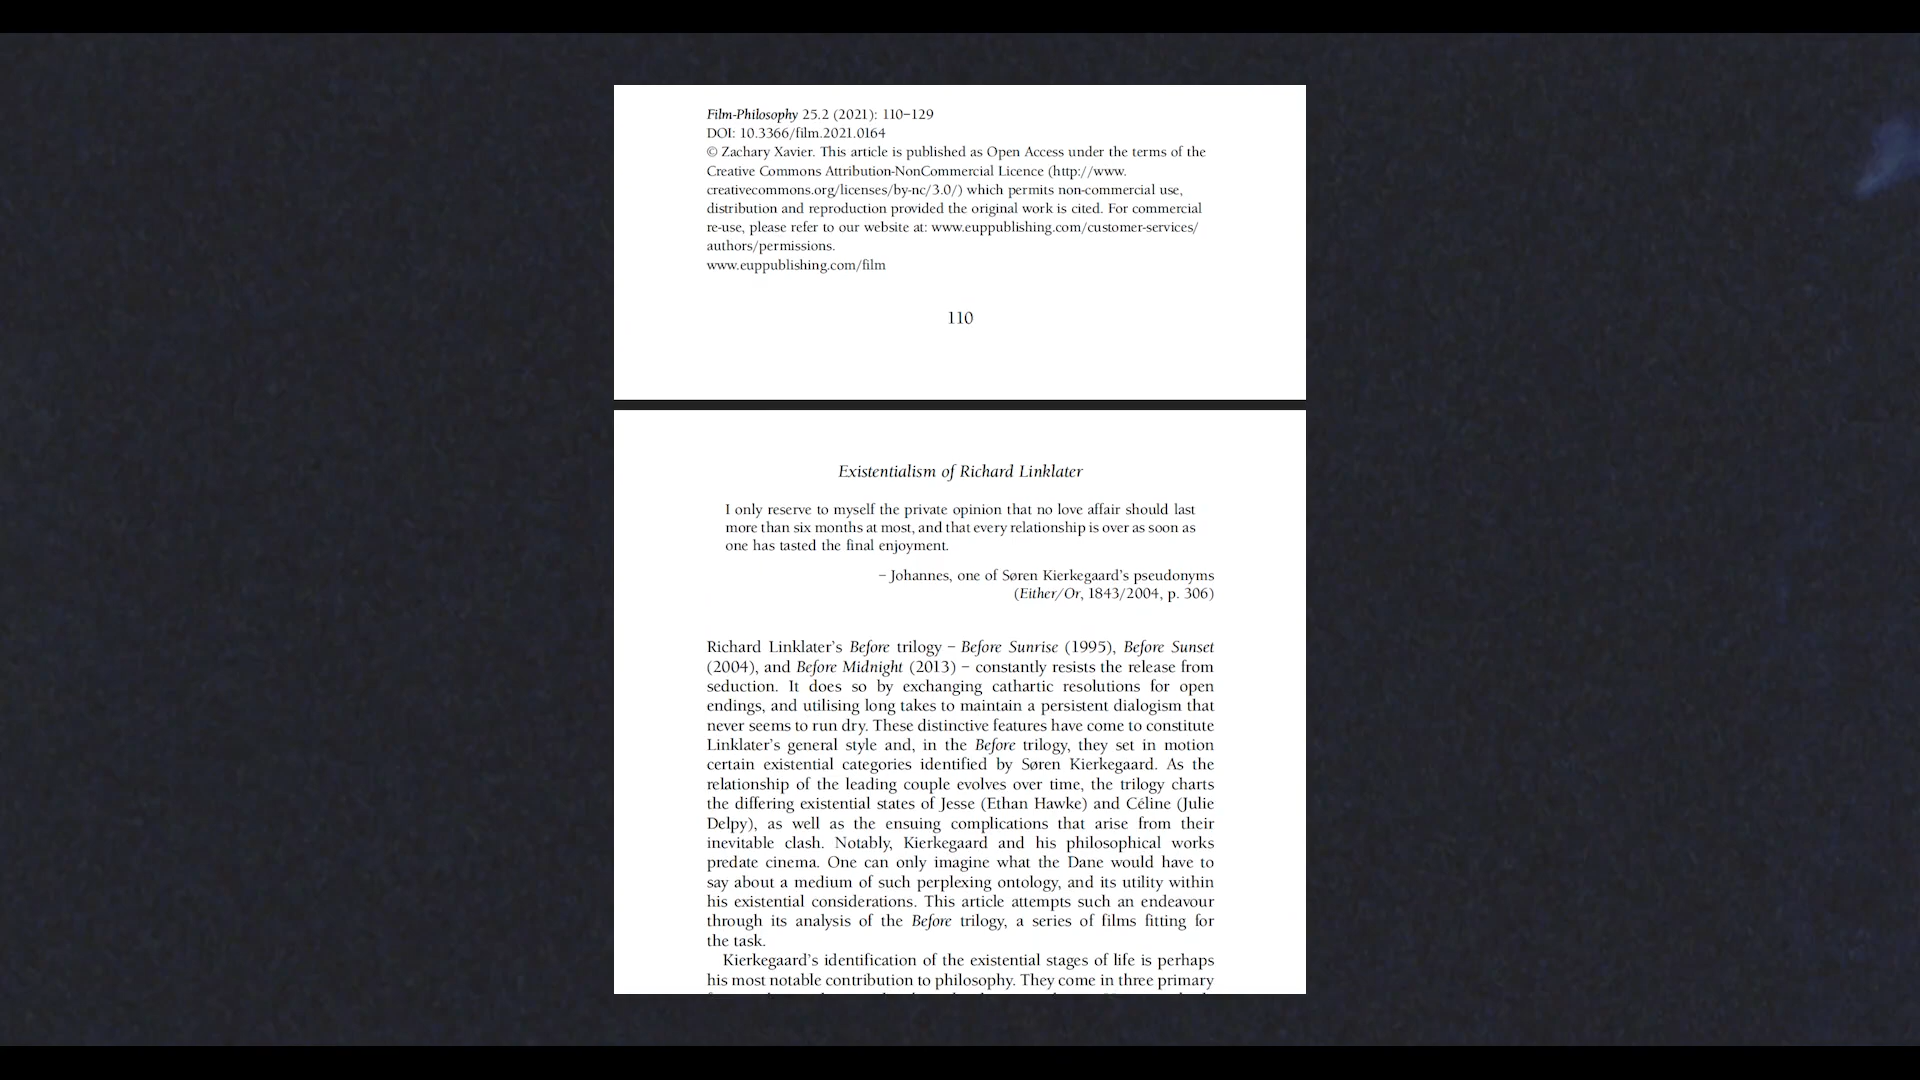 Film-Philosophy 25.2 (2021): 110–129
DOI: 10.3366/film.2021.0164
© Zachary Xavier. This article is published as Open Access under the terms of the
Creative Commons Attribution-NonCommercial Licence (http://www.
creativecommons.org/licenses/by-nc/3.0/) which permits non-commercial use,
distribution and reproduction provided the original work is cited. For commercial
re-use, please refer to our website at: www.euppublishing.com/customer-services/
authors/permissions.
www.euppublishing.com/film
110
Existentialism of Richard Linklater
I only reserve to myself the private opinion that no love affair should last
more than six months at most, and that every relationship is over as soon as
one has tasted the final enjoyment.
– Johannes, one of Søren Kierkegaard’s pseudonyms
(Either/Or, 1843/2004, p. 306)
Richard Linklater’s Before trilogy – Before Sunrise (1995), Before Sunset
(2004), and Before Midnight (2013) – constantly resists the release from
seduction. It does so by exchanging cathartic resolutions for open
endings, and utilising long takes to maintain a persistent dialogism that
never seems to run dry. These distinctive features have come to constitute
Linklater’s general style and, in the Before trilogy, they set in motion
certain existential categories identified by Søren Kierkegaard. As the
relationship of the leading couple evolves over time, the trilogy charts
the differing existential states of Jesse (Ethan Hawke) and Céline (Julie
Delpy), as well as the ensuing complications that arise from their
inevitable clash. Notably, Kierkegaard and his philosophical works
predate cinema. One can only imagine what the Dane would have to
say about a medium of such perplexing ontology, and its utility within
his existential considerations. This article attempts such an endeavour
through its analysis of the Before trilogy, a series of films fitting for
the task.
Kierkegaard’s identification of the existential stages of life is perhaps
his most notable contribution to philosophy. They come in three primary